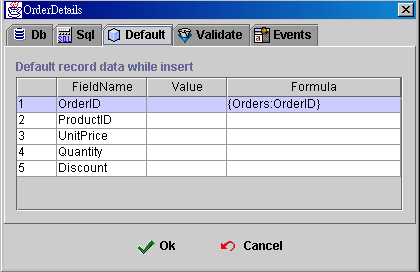 OrderDetails
Db Sql Default Validate Events
Default record data while insert
FieldName Value Formula
1 OrderID {Orders:OrderID}
2 ProductID
3 UnitPrice
4 Quantity
5 Discount
Ok Cancel